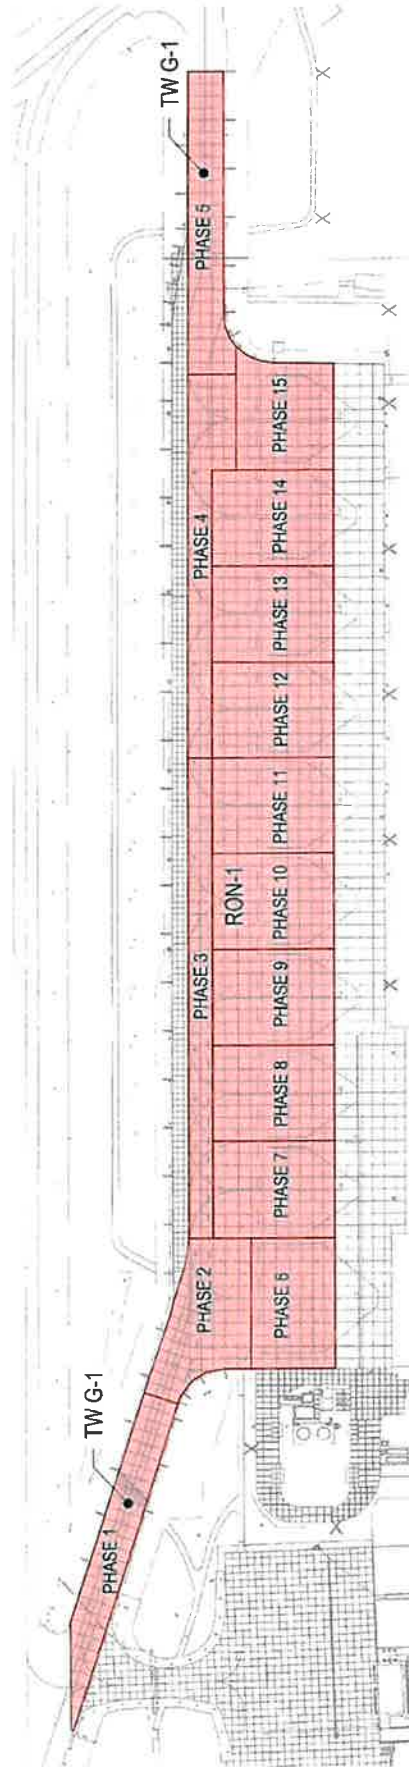 TW G-1
PHASE 1
PHASE 2
PHASE 3
PHASE 4
PHASE 5
TW G-1
PHASE 6
PHASE 7
PHASE 8
PHASE 9
RON-1
PHASE 10
PHASE 11
PHASE 12
PHASE 13
PHASE 14
PHASE 15